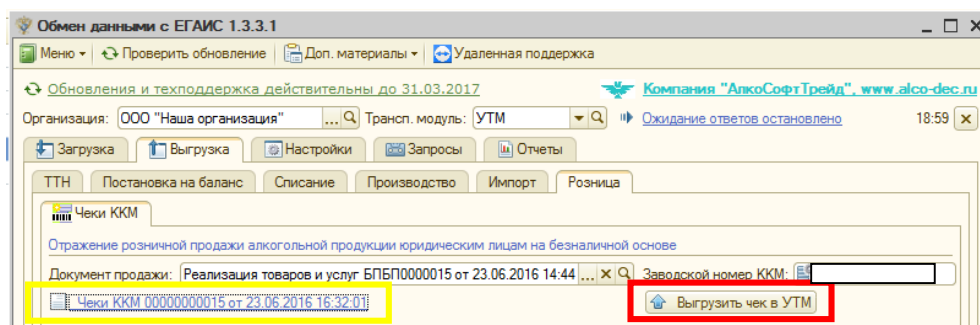 Обмен данными с ЕГАИС 1.3.3.1
Меню Проверить обновление Доп. материалы Удаленная поддержка
Обновления и техподдержка действительны до 31.03.2017 Компания "АлкоСофтТрейд", www.alco-dec.ru
Организация: ООО "Наша организация" ... Трансп. модуль: УТМ Ожидание ответов остановлено 18:59
Загрузка Выгрузка Настройки Запросы Отчеты
ТТН Постановка на баланс Списание Производство Импорт Розница
Чеки ККМ
Отражение розничной продажи алкогольной продукции юридическим лицам на безналичной основе
Документ продажи: Реализация товаров и услуг БПБП0000015 от 23.06.2016 14:44 ... Заводской номер ККМ:
Чеки ККМ 00000000015 от 23.06.2016 16:32:01 Выгрузить чек в УТМ